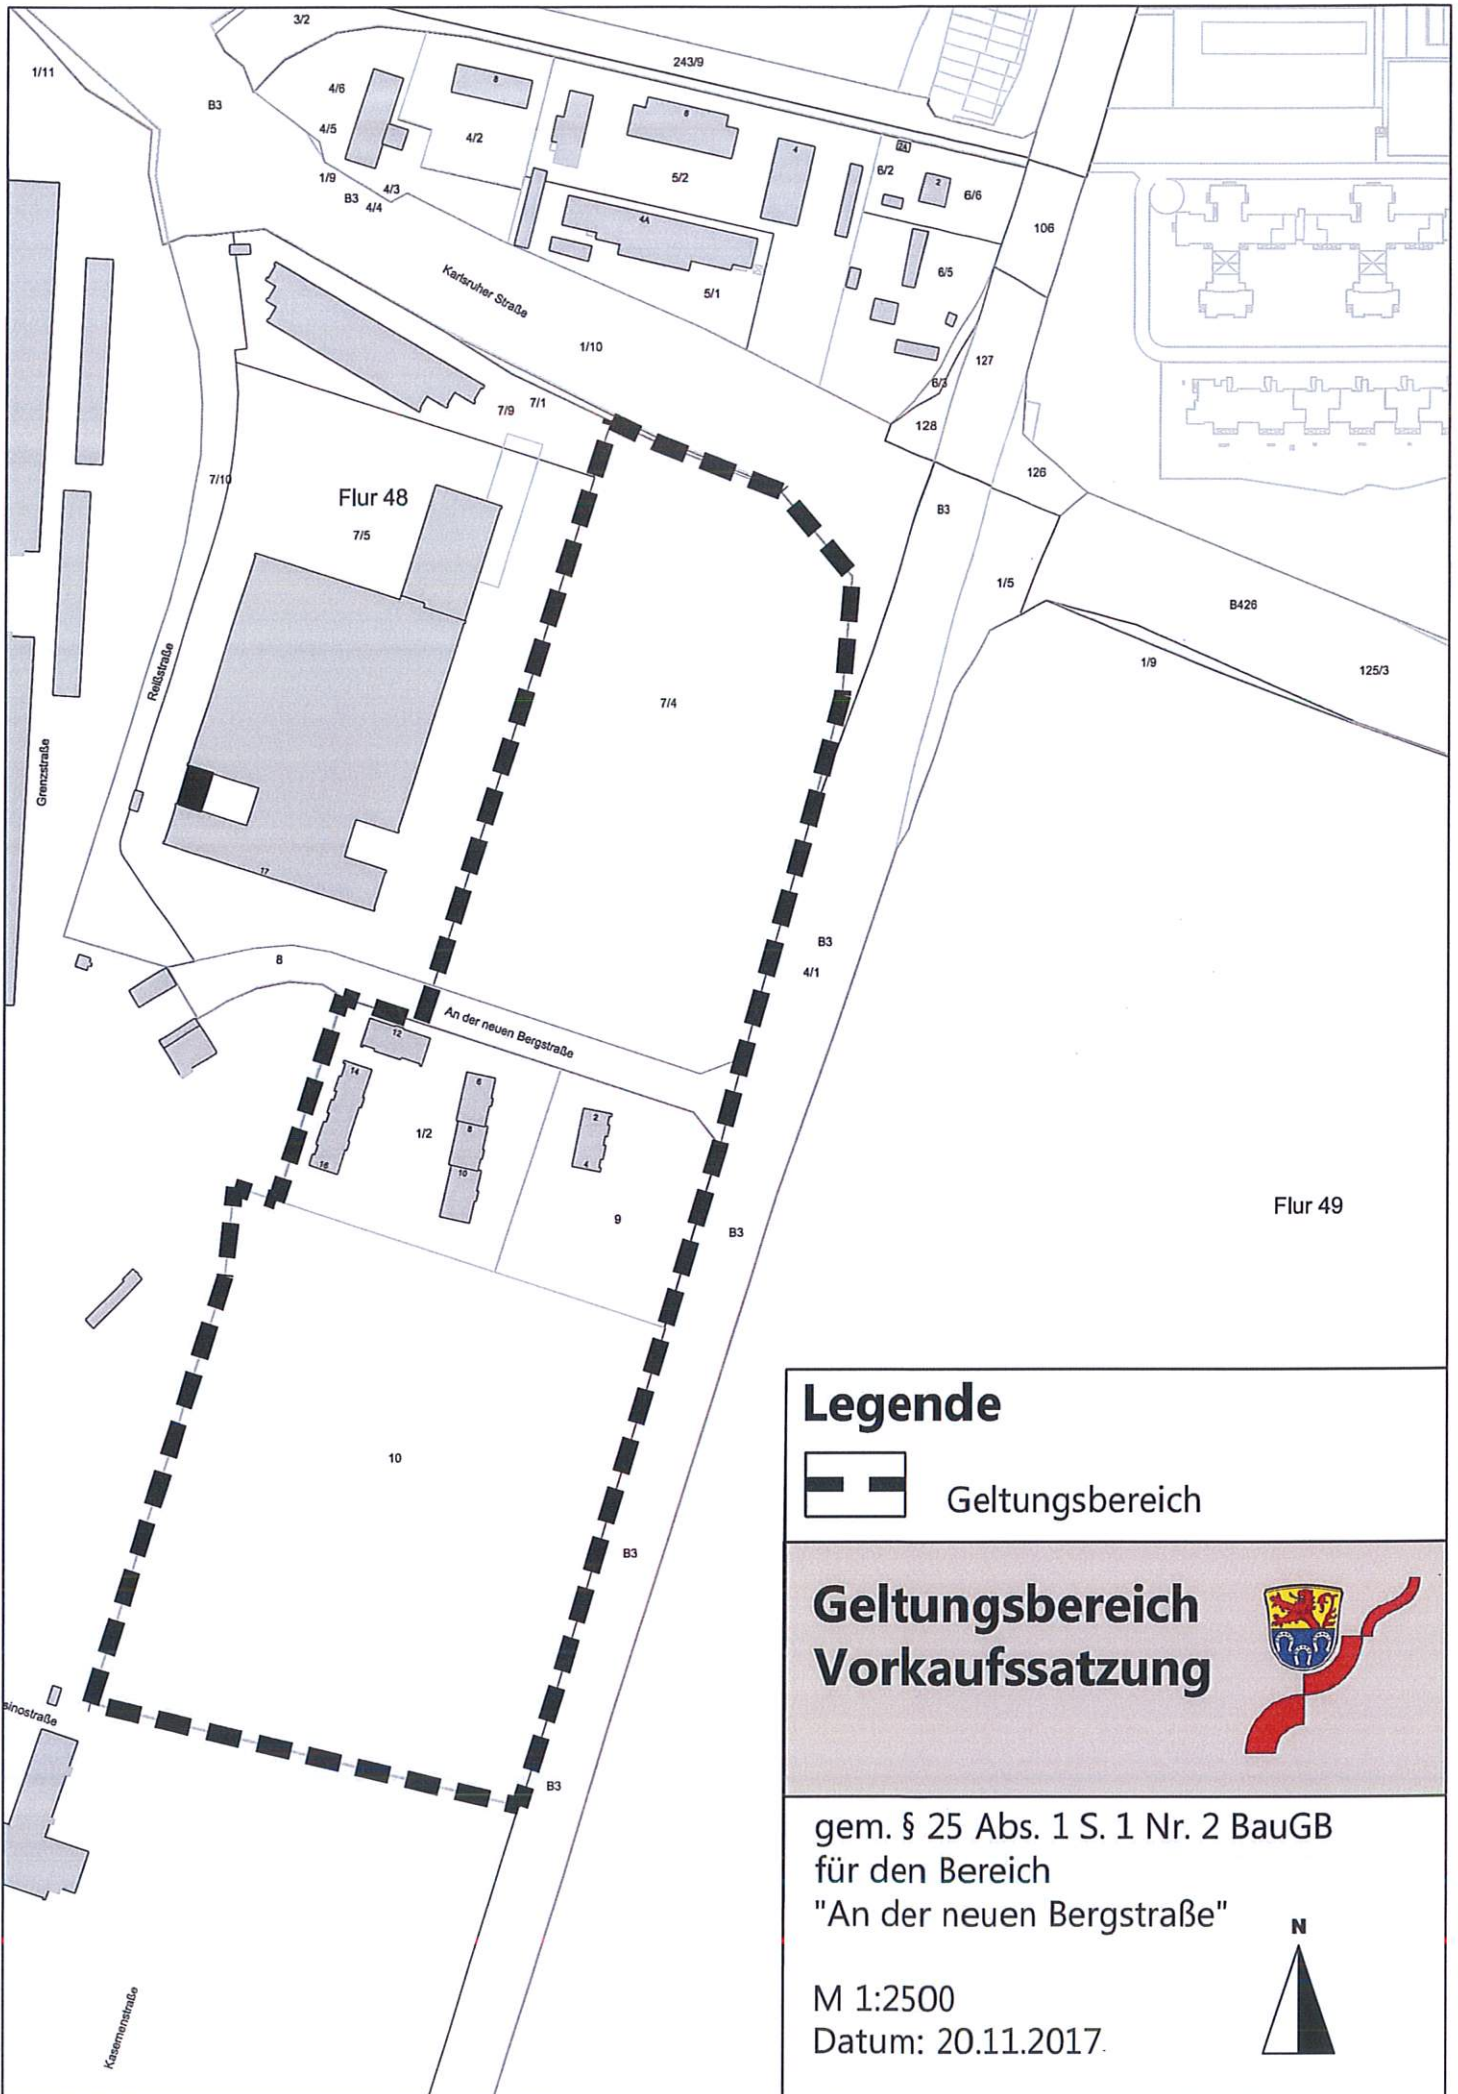 3/2
243/9
1/11
B3
4/6
8
6
4/5
4/2
4
2A
5/2
6/2
2
6/6
1/9
4/3
B3
4/4
4A
106
Karlsruher Straße
6/5
5/1
1/10
127
6/3
7/1
7/9
128
126
7/10
Flur 48
B3
7/5
1/5
B426
1/9
125/3
Reißstraße
7/4
Grenzstraße
17
B3
8
4/1
An der neuen Bergstraße
12
14
6
2
1/2
8
4
16
10
9
B3
Flur 49
10
B3
sinostraße
B3
Kasernenstraße
Legende
Geltungsbereich
Geltungsbereich
Vorkaufssatzung
gem. § 25 Abs. 1 S. 1 Nr. 2 BauGB
für den Bereich
"An der neuen Bergstraße"
N
M 1:2500
Datum: 20.11.2017